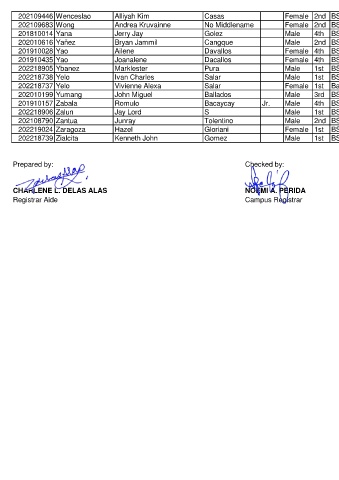 202109446 Wenceslao Alliyah Kim Casas Female 2nd BS
202109683 Wong Andrea Kruvainne No Middlename Female 2nd BS
201810014 Yana Jerry Jay Golez Male 4th BS
202010616 Yañez Bryan Jammil Cangque Male 2nd BS
201910028 Yao Ailene Davallos Female 4th BS
201910435 Yao Joanalene Dacallos Female 4th BS
202218905 Ybanez Marklester Pura Male 1st BS
202218738 Yelo Ivan Charles Salar Male 1st BS
202218737 Yelo Vivienne Alexa Salar Female 1st Ba
202010199 Yumang John Miguel Ballados Male 3rd BS
201910157 Zabala Romulo Bacaycay Jr. Male 4th BS
202218906 Zalun Jay Lord S Male 1st BS
202108790 Zantua Junray Tolentino Male 2nd BS
202219024 Zaragoza Hazel Gloriani Female 1st BS
202218739 Zialcita Kenneth John Gomez Male 1st BS
Prepared by: Checked by:
CHARLENE L. DELAS ALAS NOEMI A. PERIDA
Registrar Aide Campus Registrar